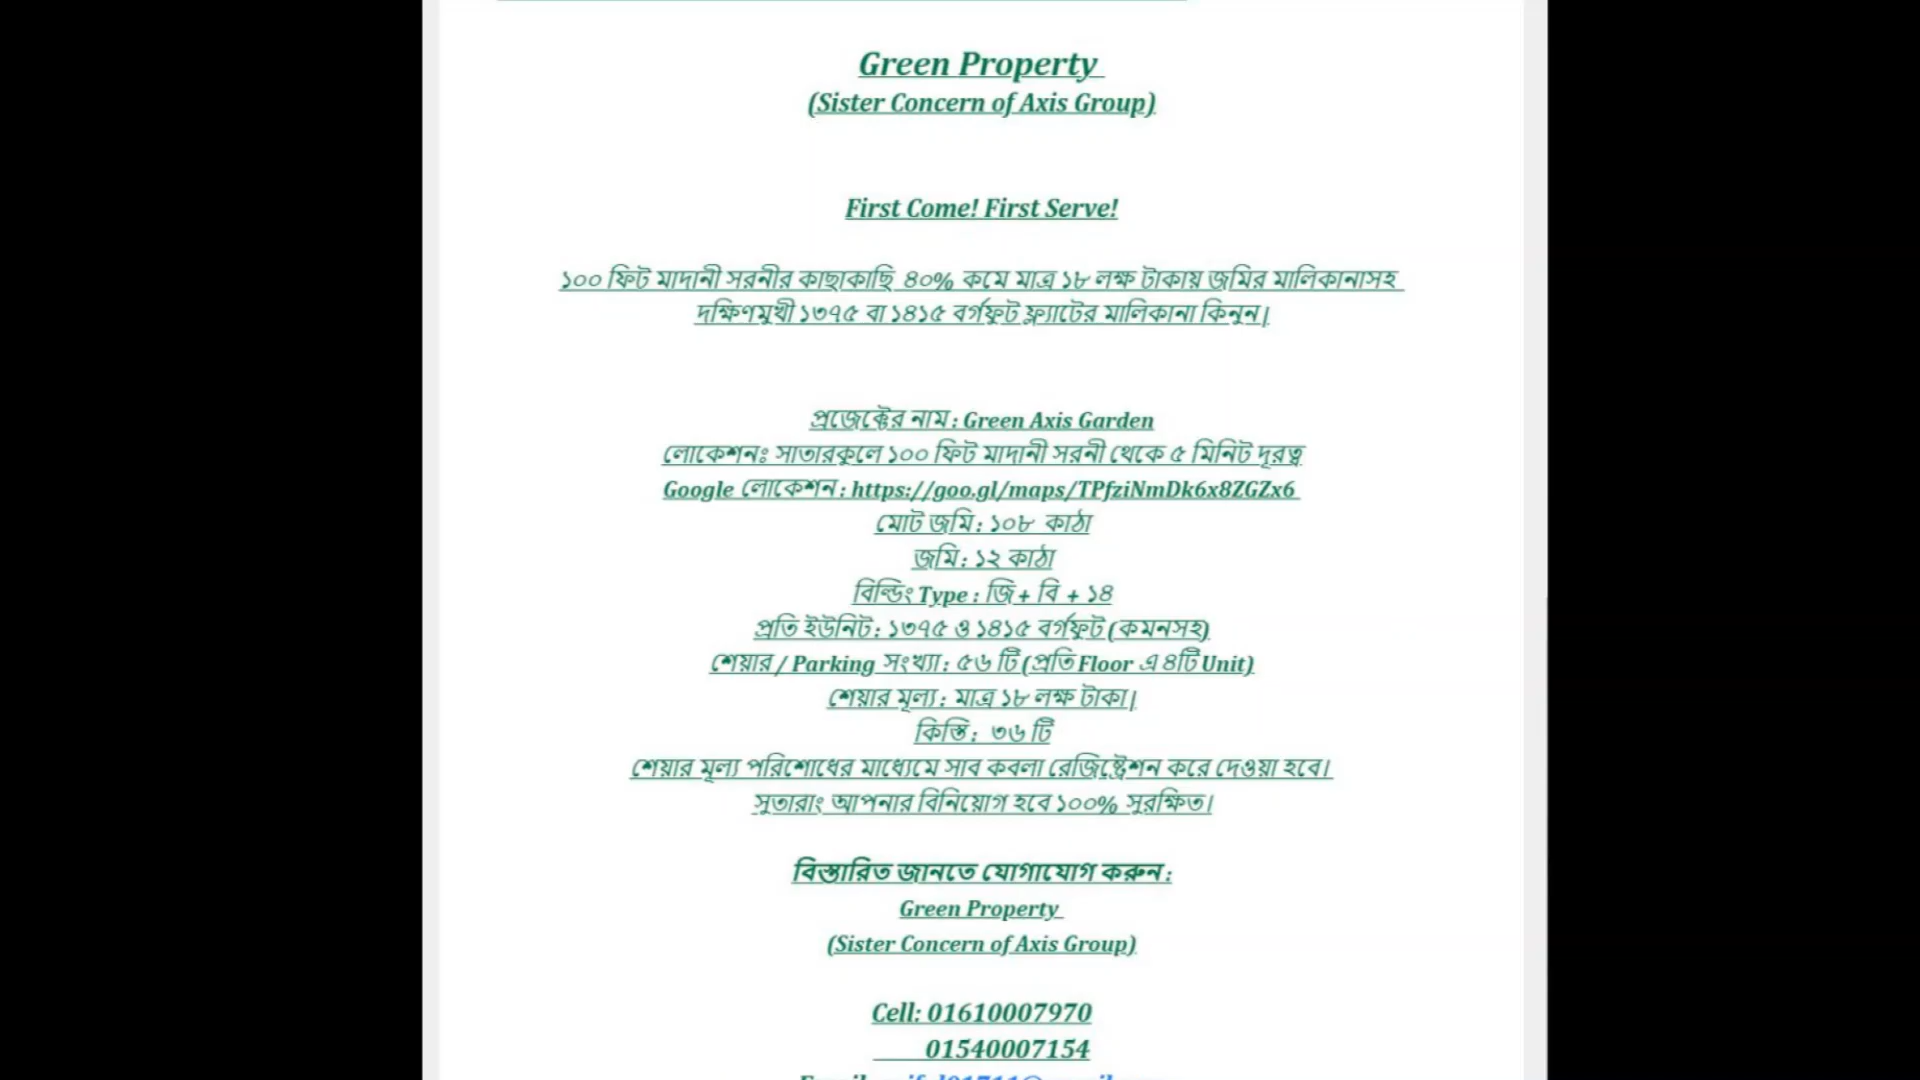 Green Property
(Sister Concern of Axis Group)
First Come! First Serve!
১০০ ফিট মাদানী সরনীর কাছাকাছি ৪০% কমে মাত্র ১৮ লক্ষ টাকায় জমির মালিকানাসহ
দক্ষিণমুখী ১৩৭৫ বা ১৪১৫ বর্গফুট ফ্ল্যাটের মালিকানা কিনুন।
প্রজেক্টের নাম : Green Axis Garden
লোকেশনঃ সাতারকুলে ১০০ ফিট মাদানী সরনী থেকে ৫ মিনিট দূরত্ব
Google লোকেশন : https://goo.gl/maps/TPfziNmDk6x8ZGZx6
মোট জমি : ১০৮ কাঠা
জমি : ১২ কাঠা
বিল্ডিং Type : জি + বি + ১৪
প্রতি ইউনিট : ১৩৭৫ ও ১৪১৫ বর্গফুট (কমনসহ)
শেয়ার / Parking সংখ্যা : ৫৬ টি (প্রতি Floor এ ৪টি Unit)
শেয়ার মূল্য : মাত্র ১৮ লক্ষ টাকা।
কিস্তি : ৩৬ টি
শেয়ার মূল্য পরিশোধের মাধ্যেমে সাব কবলা রেজিষ্ট্রেশন করে দেওয়া হবে।
সুতারাং আপনার বিনিয়োগ হবে ১০০% সুরক্ষিত।
বিস্তারিত জানতে যোগাযোগ করুন :
Green Property
(Sister Concern of Axis Group)
Cell: 01610007970
01540007154